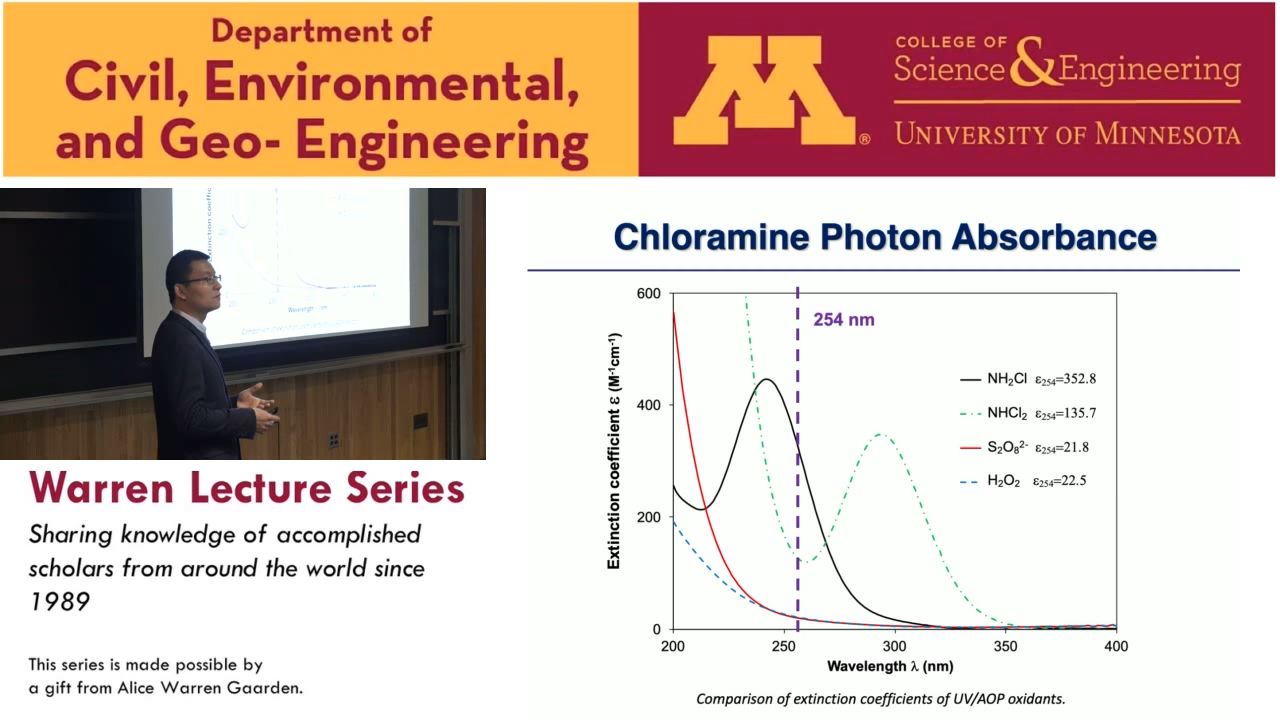 Department of
Civil, Environmental,
and Geo- Engineering
COLLEGE OF
Science & Engineering
UNIVERSITY OF MINNESOTA
M®
Chloramine Photon Absorbance
600
400
200
0
Extinction coefficient ε (M⁻¹cm⁻¹)
254 nm
NH₂Cl ε₂₅₄=352.8
NHCl₂ ε₂₅₄=135.7
S₂O₈²⁻ ε₂₅₄=21.8
H₂O₂ ε₂₅₄=22.5
200 250 300 350 400
Wavelength λ (nm)
Comparison of extinction coefficients of UV/AOP oxidants.
Warren Lecture Series
Sharing knowledge of accomplished
scholars from around the world since
1989
This series is made possible by
a gift from Alice Warren Gaarden.